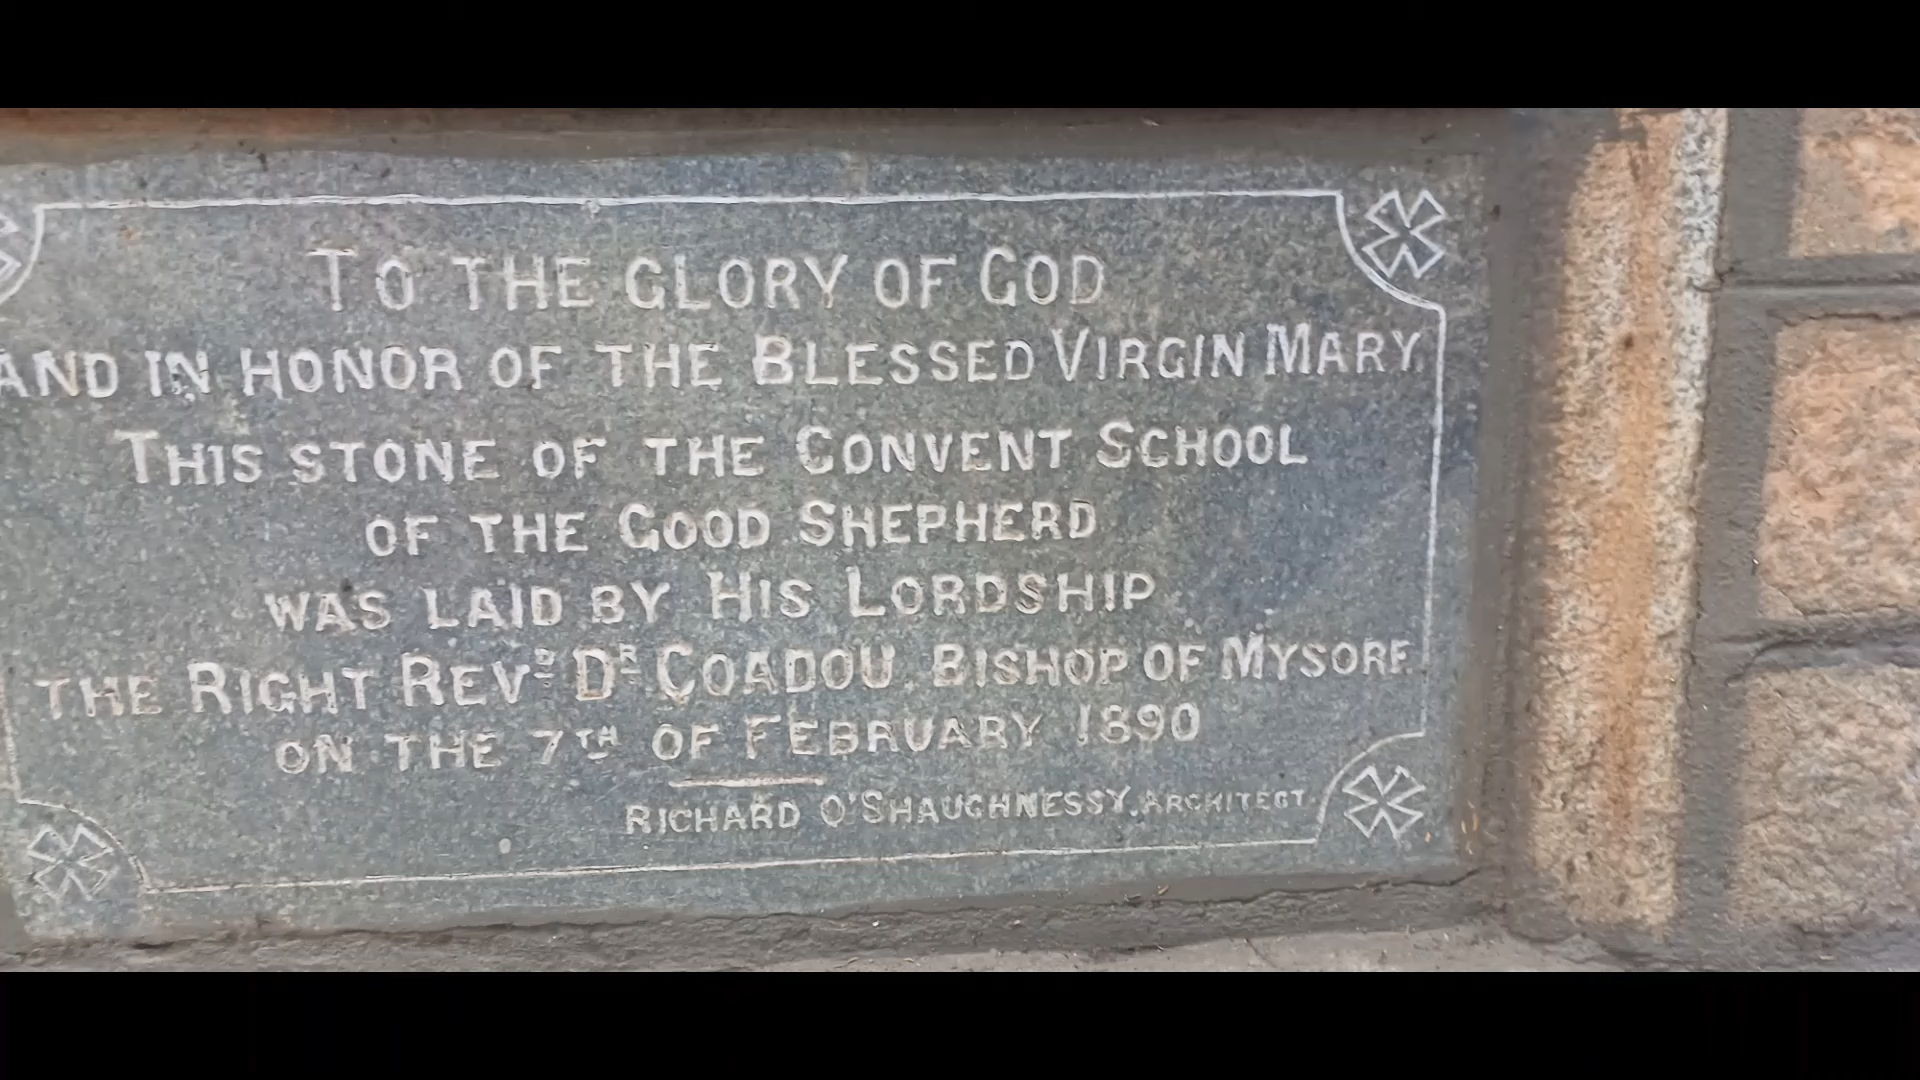 TO THE GLORY OF GOD
AND IN HONOR OF THE BLESSED VIRGIN MARY.
THIS STONE OF THE CONVENT SCHOOL
OF THE GOOD SHEPHERD
WAS LAID BY HIS LORDSHIP
THE RIGHT REVD DR COADOU, BISHOP OF MYSORE
ON THE 7TH OF FEBRUARY 1890
RICHARD O'SHAUGHNESSY, ARCHITECT.